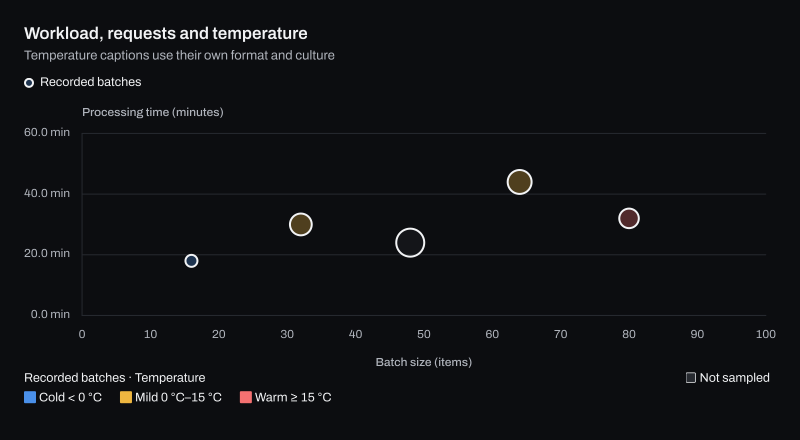 Workload, requests and temperature
Temperature captions use their own format and culture
Recorded batches
Processing time (minutes)
60.0 min
40.0 min
20.0 min
0.0 min
0 10 20 30 40 50 60 70 80 90 100
Batch size (items)
Recorded batches · Temperature
Not sampled
Cold < 0 °C Mild 0 °C–15 °C Warm ≥ 15 °C